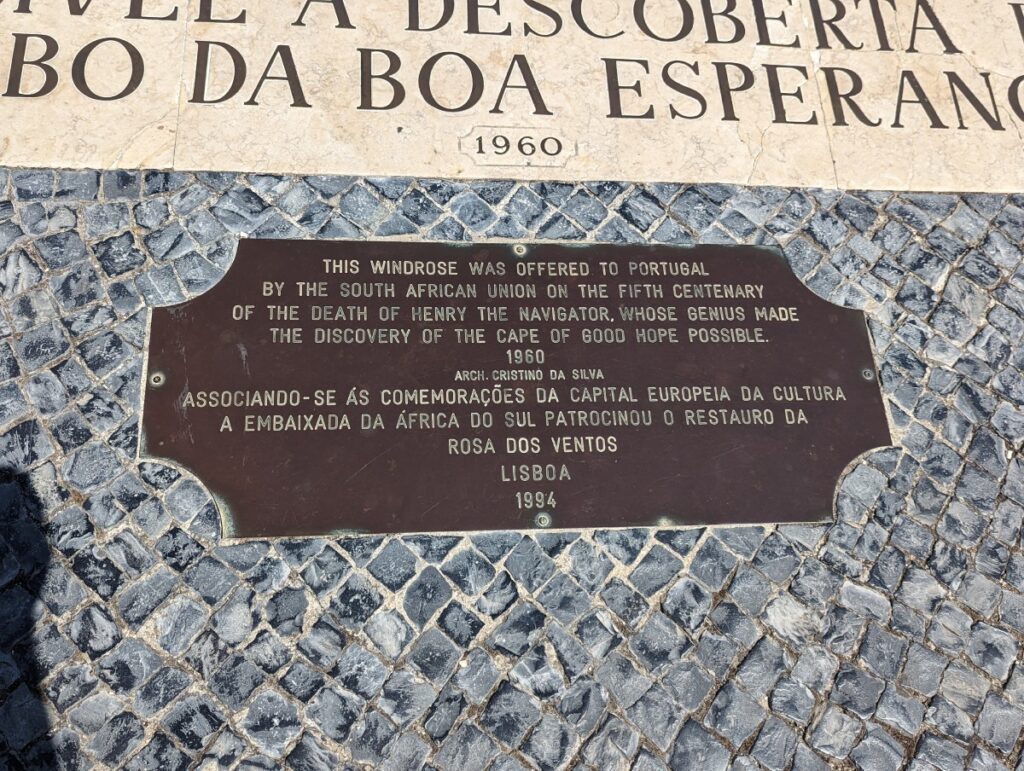 A DESCOBERTA
DA BOA ESPERANÇ
1960
THIS WINDROSE WAS OFFERED TO PORTUGAL
BY THE SOUTH AFRICAN UNION ON THE FIFTH CENTENARY
OF THE DEATH OF HENRY THE NAVIGATOR, WHOSE GENIUS MADE
THE DISCOVERY OF THE CAPE OF GOOD HOPE POSSIBLE.
1960
ARCH. CRISTINO DA SILVA
ASSOCIANDO-SE ÁS COMEMORAÇÕES DA CAPITAL EUROPEIA DA CULTURA
A EMBAIXADA DA ÁFRICA DO SUL PATROCINOU O RESTAURO DA
ROSA DOS VENTOS
LISBOA
1994